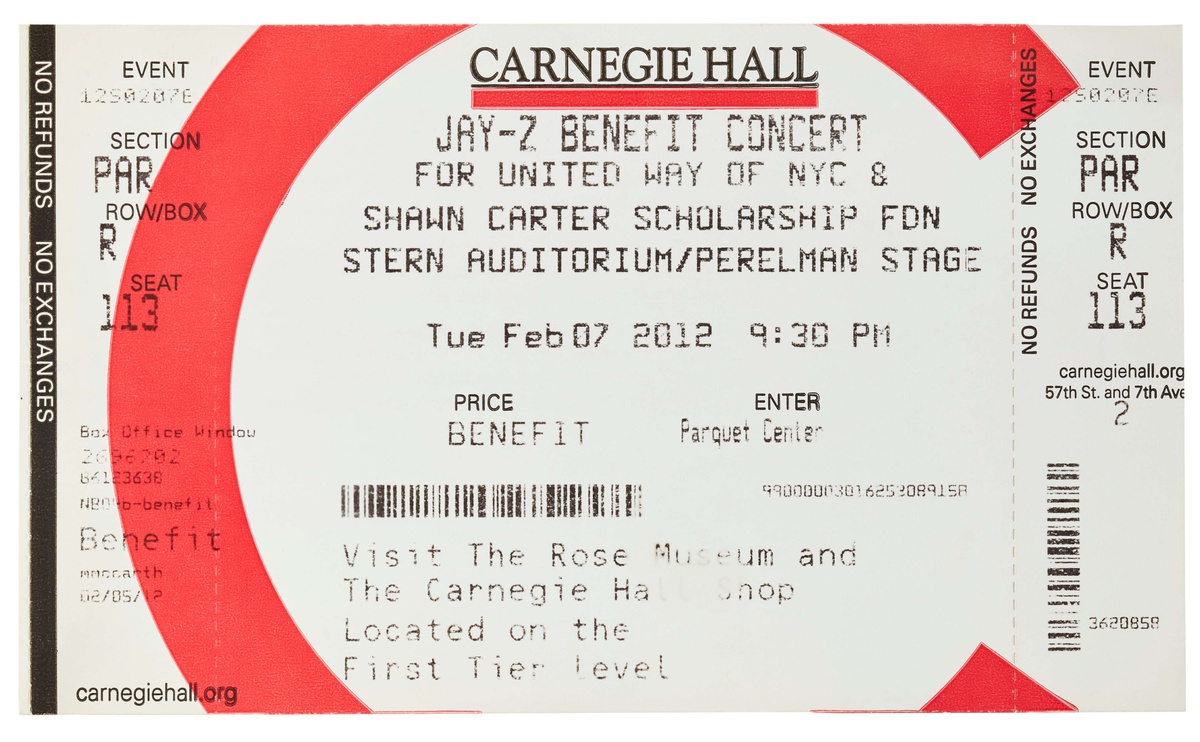 NO REFUNDS NO EXCHANGES
EVENT
1250207E
SECTION
PAR
ROW/BOX
R
SEAT
113
Box Office Window
86123638
Benefit
02/05/12
carnegiehall.org
CARNEGIE HALL
JAY-Z BENEFIT CONCERT
FOR UNITED WAY OF NYC &
SHAWN CARTER SCHOLARSHIP FDN
STERN AUDITORIUM/PERELMAN STAGE
Tue Feb 07 2012 9:30 PM
PRICE
BENEFIT
ENTER
Parquet Center
99000003016253089158
Visit The Rose Museum and
The Carnegie Hall Shop
Located on the
First Tier level
NO REFUNDS NO EXCHANGES
EVENT
1250207E
SECTION
PAR
ROW/BOX
R
SEAT
113
carnegiehall.org
57th St. and 7th Ave
2
3620858